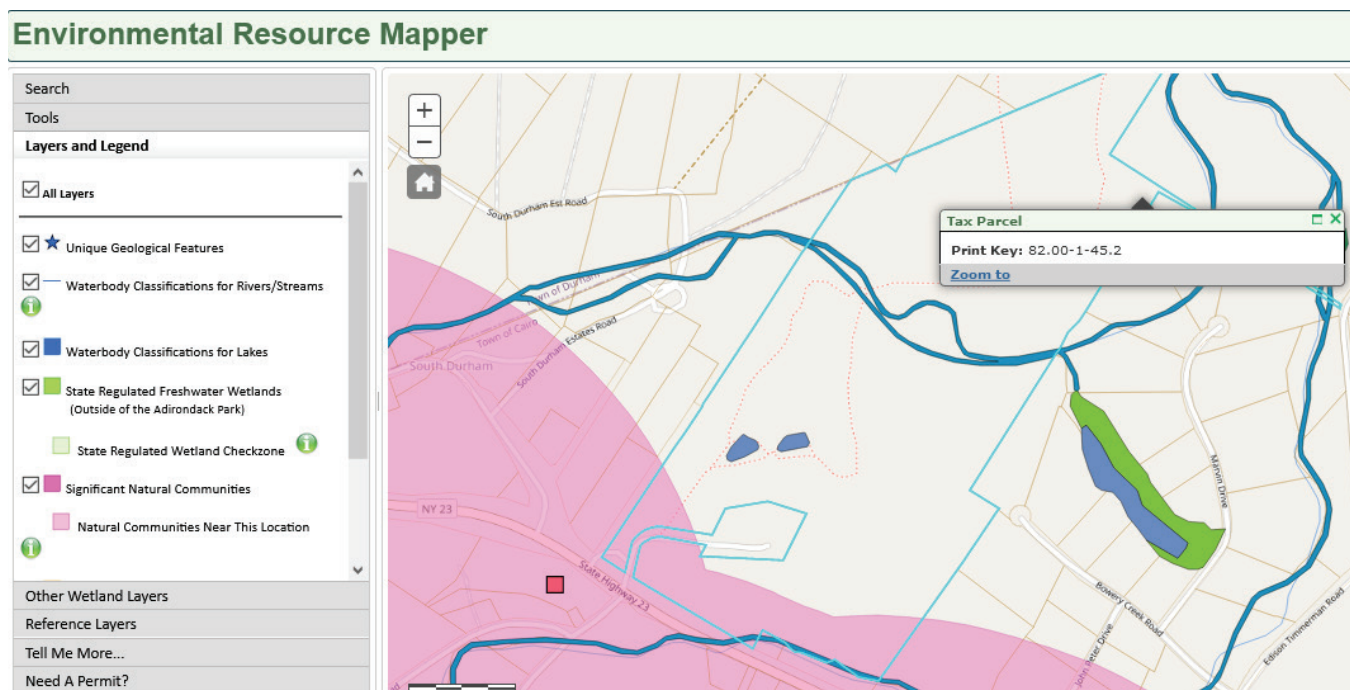 Environmental Resource Mapper
Search
Tools
Layers and Legend
All Layers
Unique Geological Features
Waterbody Classifications for Rivers/Streams
Waterbody Classifications for Lakes
State Regulated Freshwater Wetlands
(Outside of the Adirondack Park)
State Regulated Wetland Checkzone
Significant Natural Communities
Natural Communities Near This Location
Other Wetland Layers
Reference Layers
Tell Me More...
Need A Permit?
+
−
South Durham Est Road
Tax Parcel
Print Key: 82.00-1-45.2
Zoom to
Town of Durham
Town of Cairo
South Durham Estates Road
South Durham
NY 23
State Highway 23
Marvin Drive
Bowery Creek Road
John Peter Drive
Edison Timmerman Road